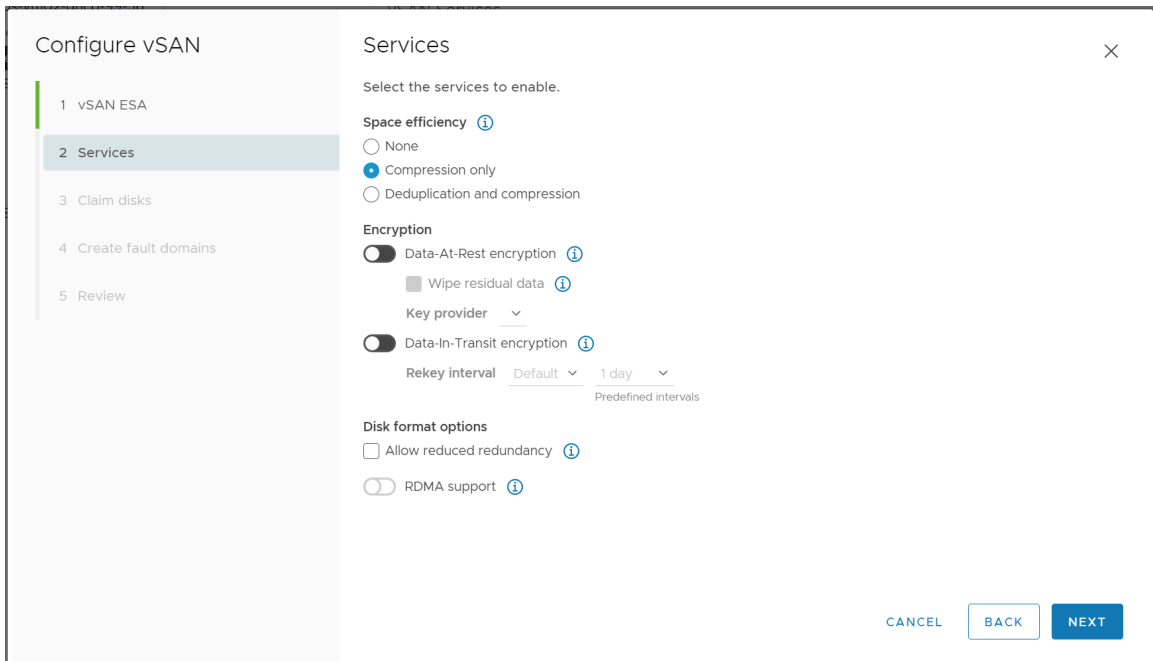 Configure vSAN
1 vSAN ESA
2 Services
3 Claim disks
4 Create fault domains
5 Review
Services
Select the services to enable.
Space efficiency
None
Compression only
Deduplication and compression
Encryption
Data-At-Rest encryption
Wipe residual data
Key provider
Data-In-Transit encryption
Rekey interval Default 1 day
Predefined intervals
Disk format options
Allow reduced redundancy
RDMA support
CANCEL BACK NEXT